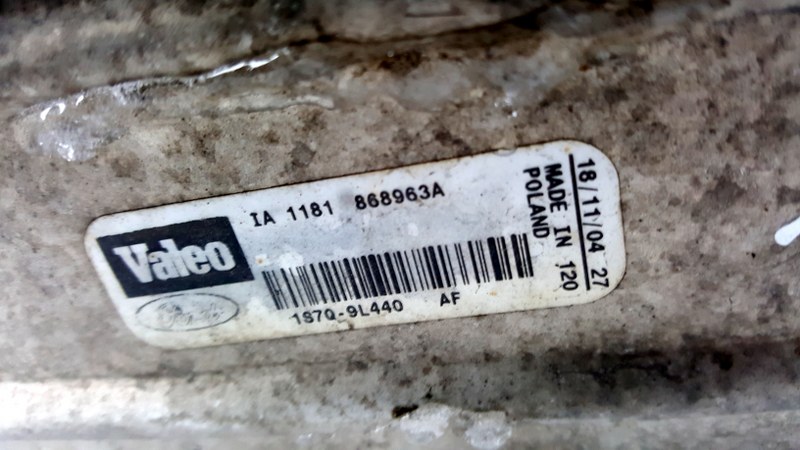 Valeo
IA 1181 868963A
1S7Q-9L440 AF
18/11/04 27
MADE IN 120
POLAND